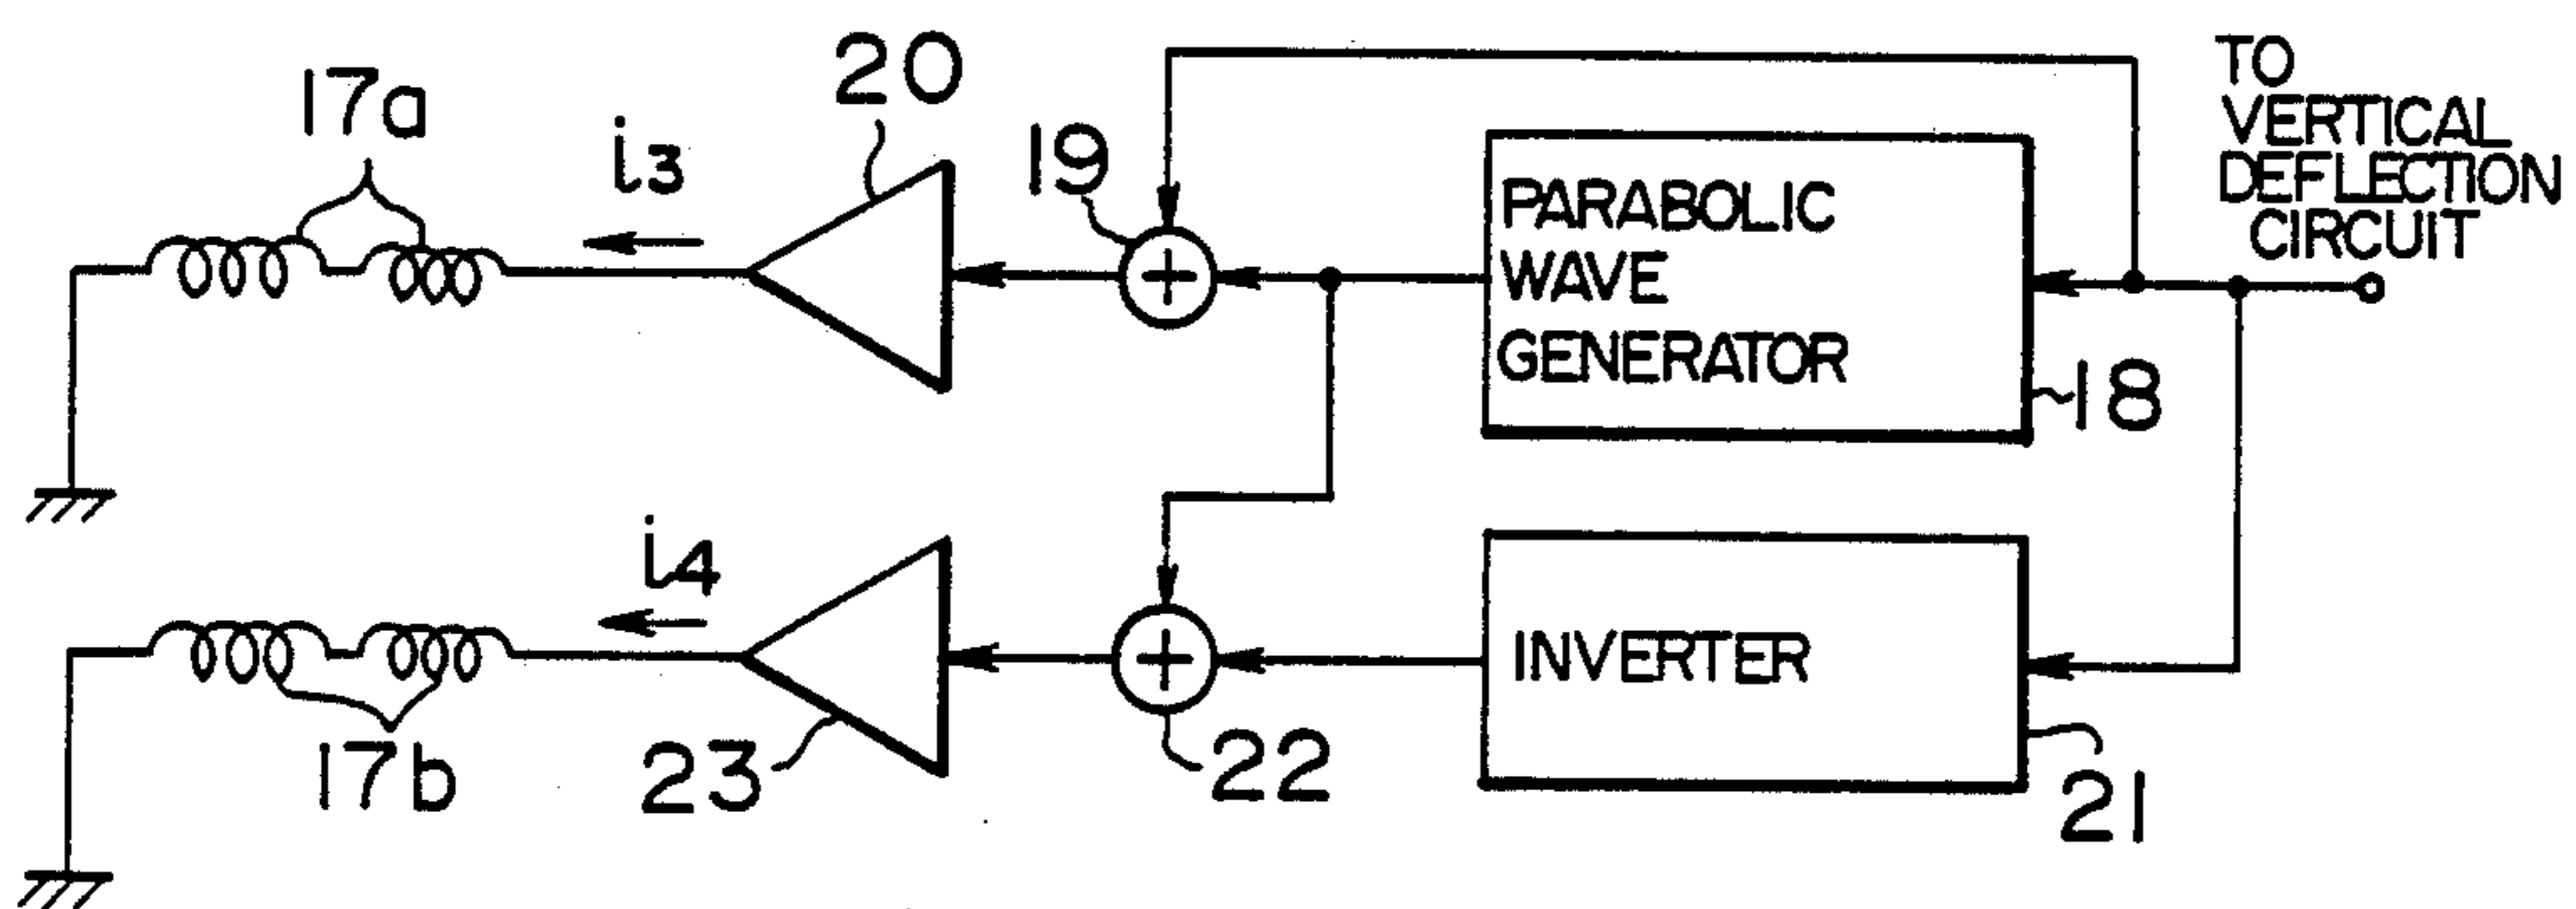 17a
i3
20
19
PARABOLIC
WAVE
GENERATOR
18
TO
VERTICAL
DEFLECTION
CIRCUIT
17b
i4
23
22
INVERTER
21